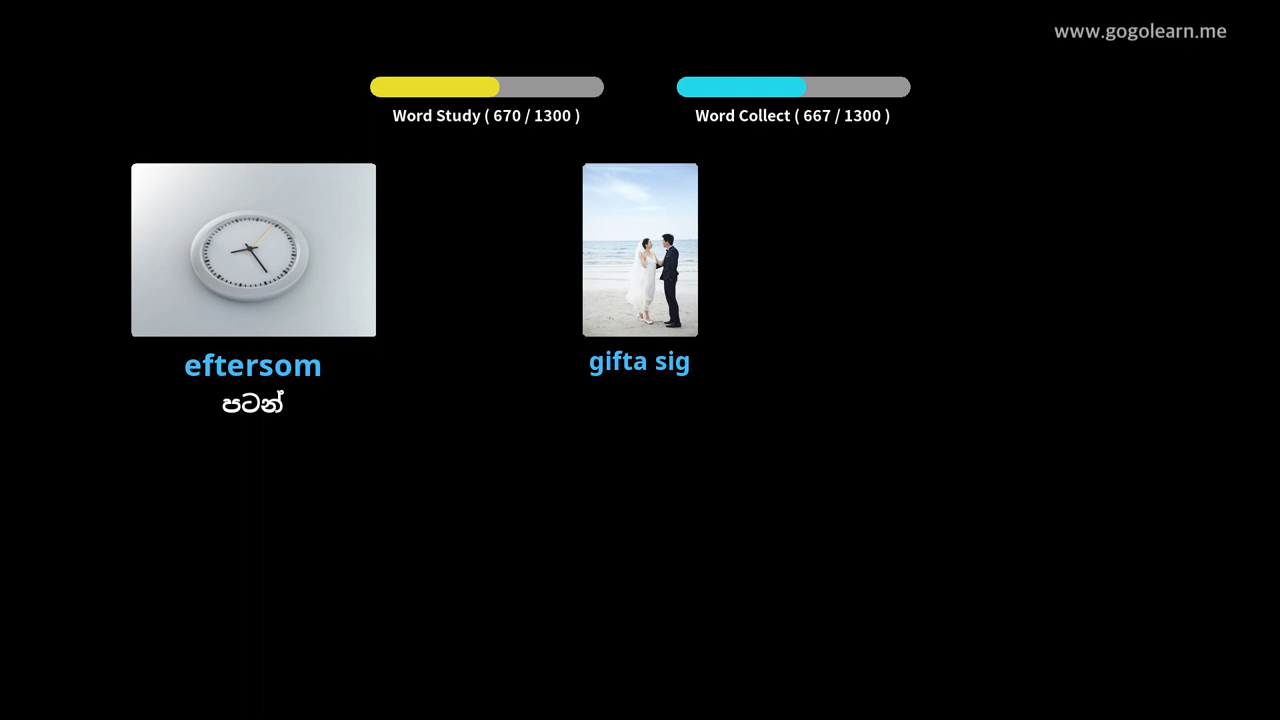 www.gogolearn.me
Word Study ( 670 / 1300 )
Word Collect ( 667 / 1300 )
eftersom
පටන්
gifta sig